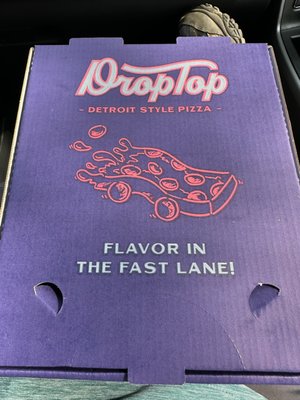 DropTop
- DETROIT STYLE PIZZA -
FLAVOR IN
THE FAST LANE!